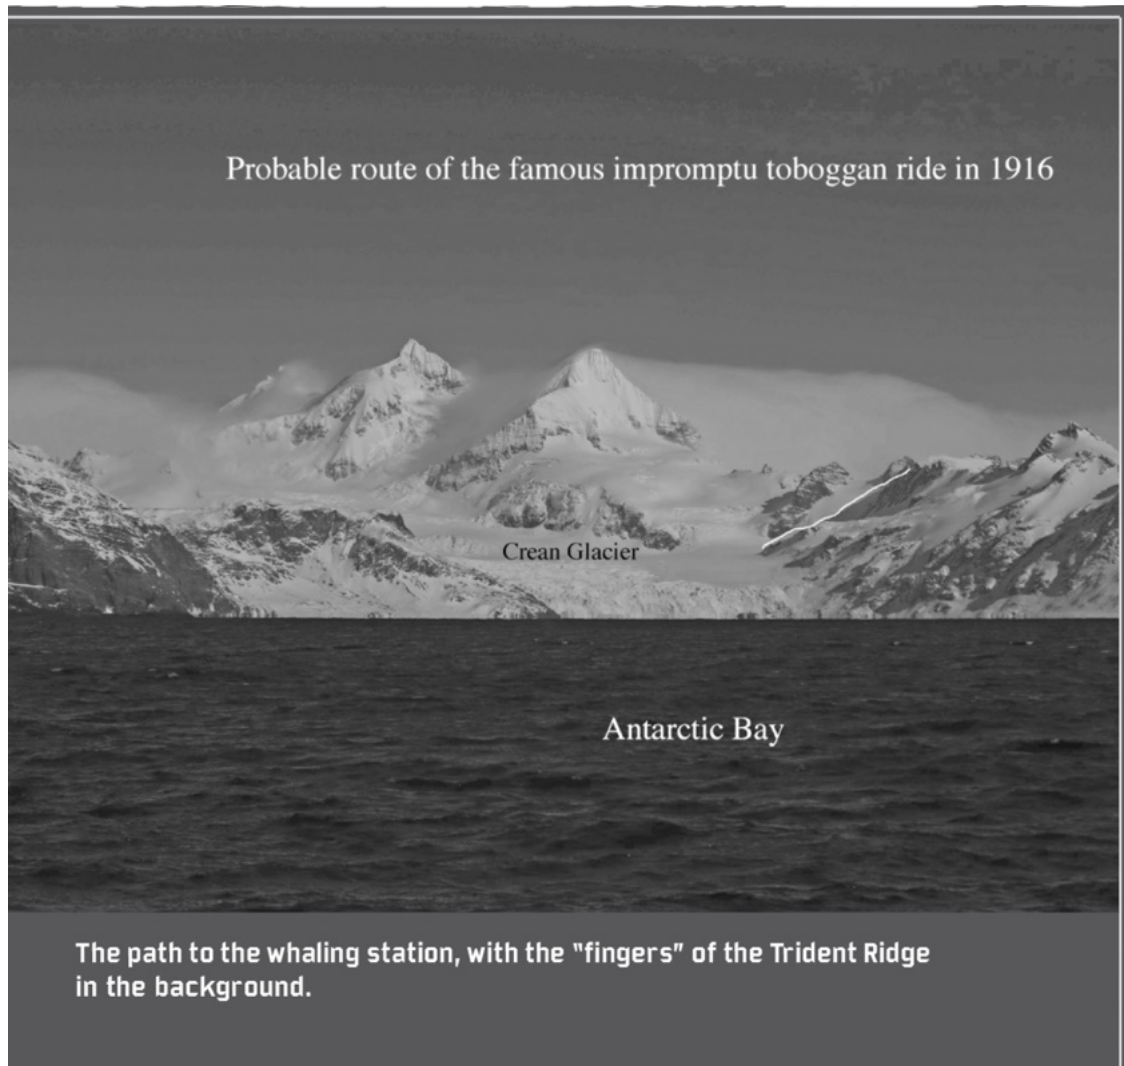 Probable route of the famous impromptu toboggan ride in 1916
Crean Glacier
Antarctic Bay
The path to the whaling station, with the "fingers" of the Trident Ridge
in the background.